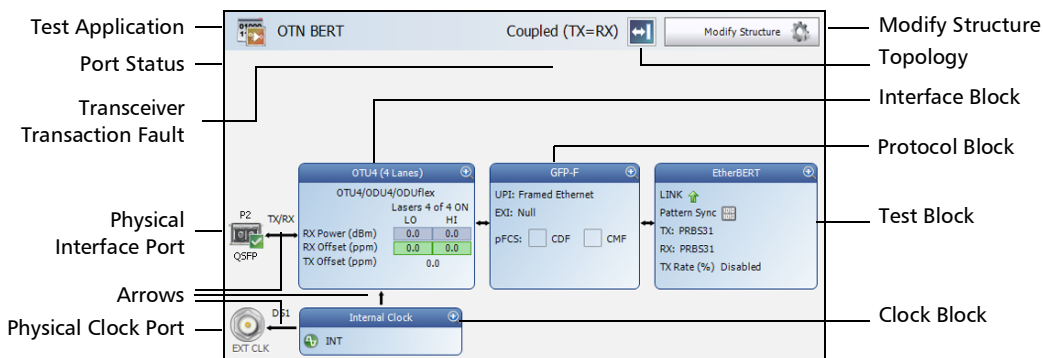 Test Application
OTN BERT
Coupled (TX=RX)
Modify Structure
Modify Structure
Port Status
Topology
Transceiver
Transaction Fault
Interface Block
Protocol Block
OTU4 (4 Lanes)
OTU4/ODU4/ODUflex
Lasers 4 of 4 ON
LO HI
RX Power (dBm) 0.0 0.0
RX Offset (ppm) 0.0 0.0
TX Offset (ppm) 0.0
GFP-F
UPI: Framed Ethernet
EXI: Null
pFCS: CDF CMF
EtherBERT
LINK
Pattern Sync
TX: PRBS31
RX: PRBS31
TX Rate (%) Disabled
Test Block
Physical
Interface Port
P2
TX/RX
QSFP
Arrows
Physical Clock Port
DS1
EXT CLK
Internal Clock
INT
Clock Block